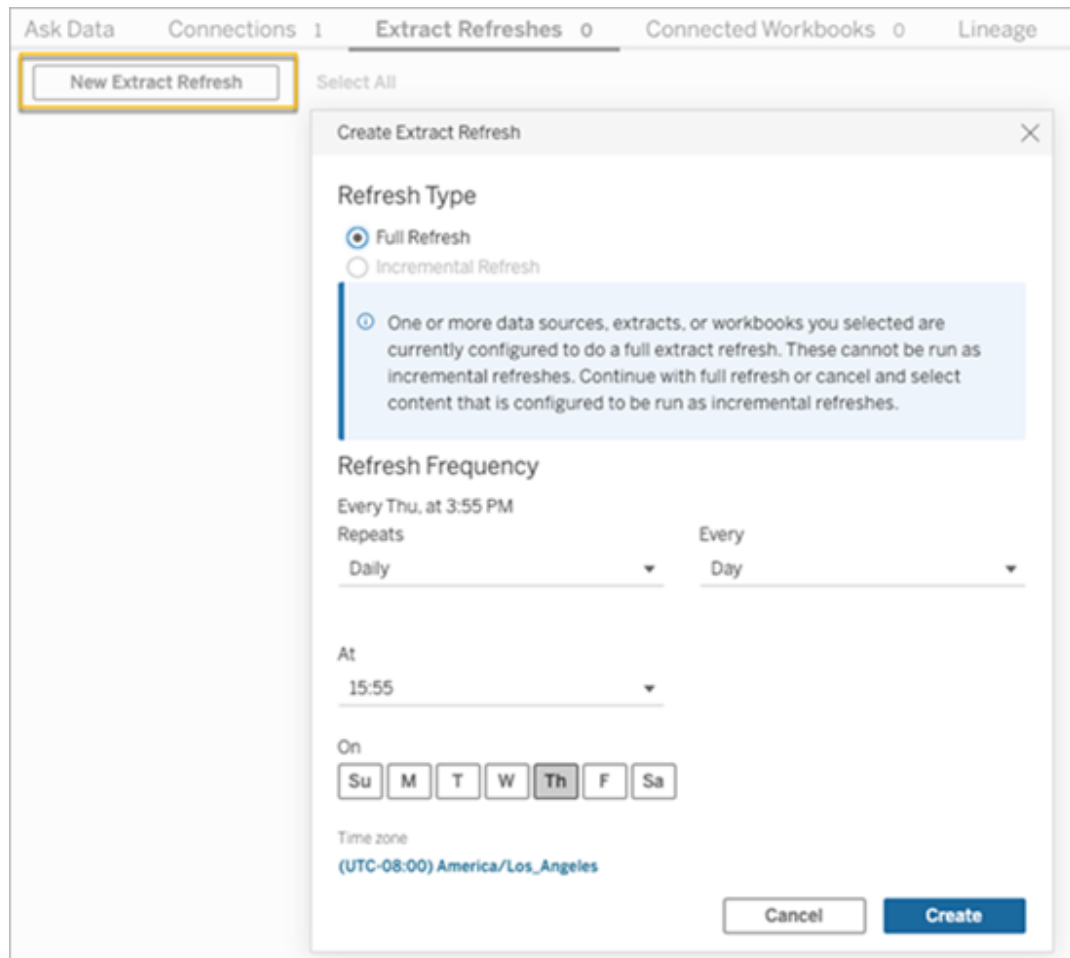 Ask Data Connections 1 Extract Refreshes 0 Connected Workbooks 0 Lineage
New Extract Refresh Select All
Create Extract Refresh
Refresh Type
Full Refresh
Incremental Refresh
One or more data sources, extracts, or workbooks you selected are
currently configured to do a full extract refresh. These cannot be run as
incremental refreshes. Continue with full refresh or cancel and select
content that is configured to be run as incremental refreshes.
Refresh Frequency
Every Thu, at 3:55 PM
Repeats Every
Daily Day
At
15:55
On
Su M T W Th F Sa
Time zone
(UTC-08:00) America/Los_Angeles
Cancel Create